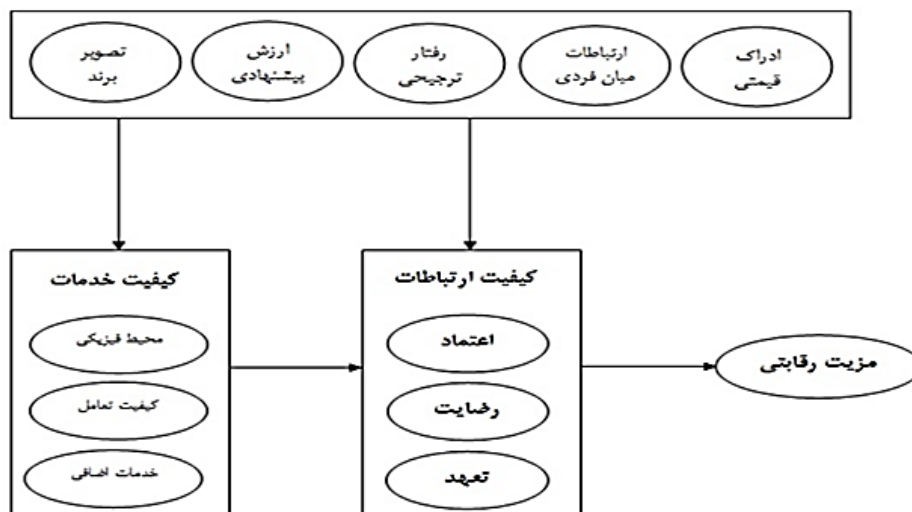 ادراک
قیمتی
ارتباطات
میان فردی
رفتار
ترجیحی
ارزش
پیشنهادی
تصویر
برند
کیفیت ارتباطات
اعتماد
رضایت
تعهد
کیفیت خدمات
محیط فیزیکی
کیفیت تعامل
خدمات اضافی
مزیت رقابتی